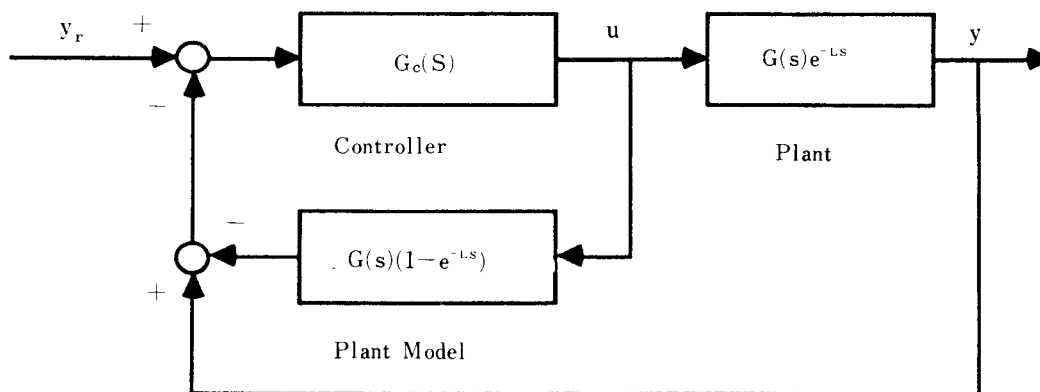 y_r
+
G_c(S)
u
G(s)e^{-LS}
y
−
Controller
Plant
−
G(s)(1−e^{-LS})
+
Plant Model